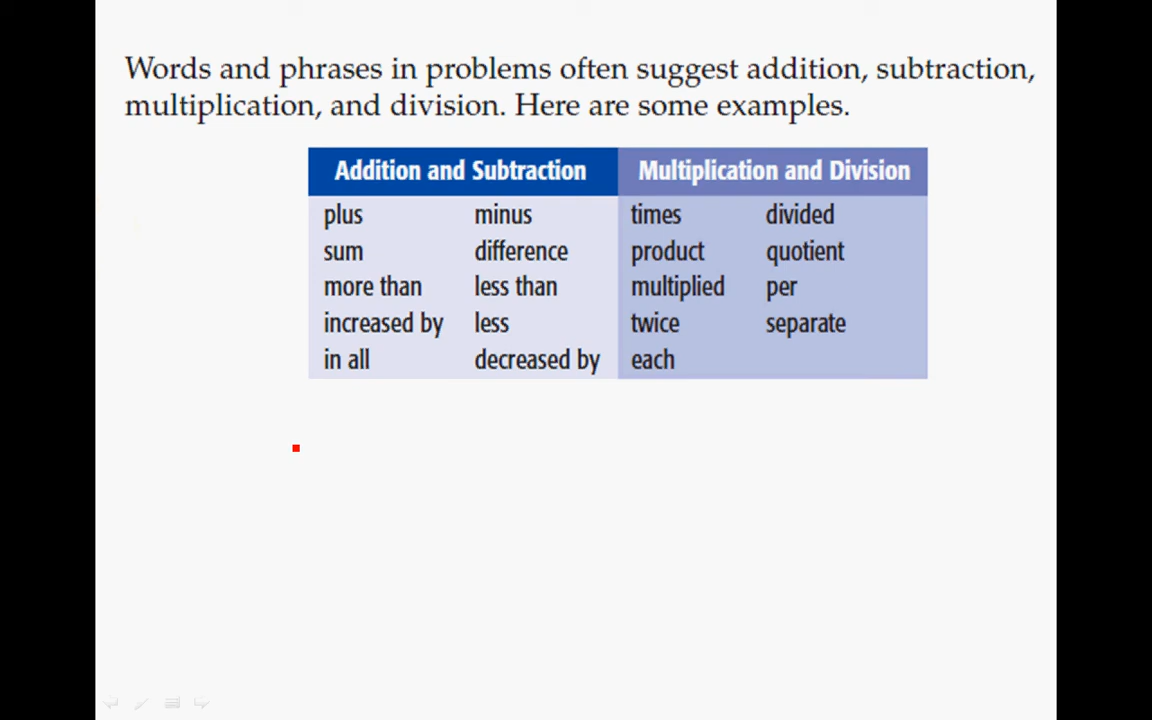 Words and phrases in problems often suggest addition, subtraction,
multiplication, and division. Here are some examples.
Addition and Subtraction Multiplication and Division
plus minus times divided
sum difference product quotient
more than less than multiplied per
increased by less twice separate
in all decreased by each